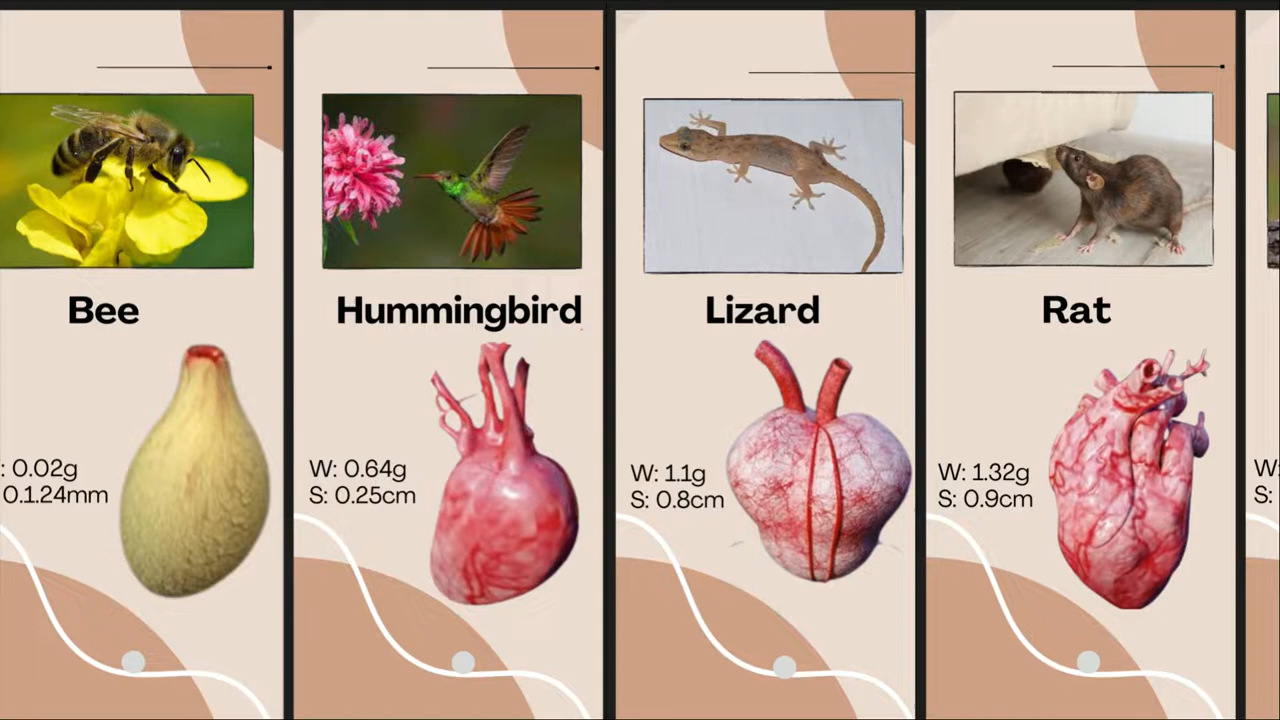 Bee
: 0.02g
0.1.24mm
Hummingbird
W: 0.64g
S: 0.25cm
Lizard
W: 1.1g
S: 0.8cm
Rat
W: 1.32g
S: 0.9cm
W:
S: